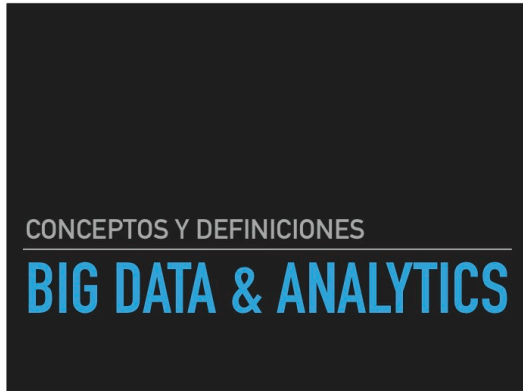 CONCEPTOS Y DEFINICIONES
BIG DATA & ANALYTICS